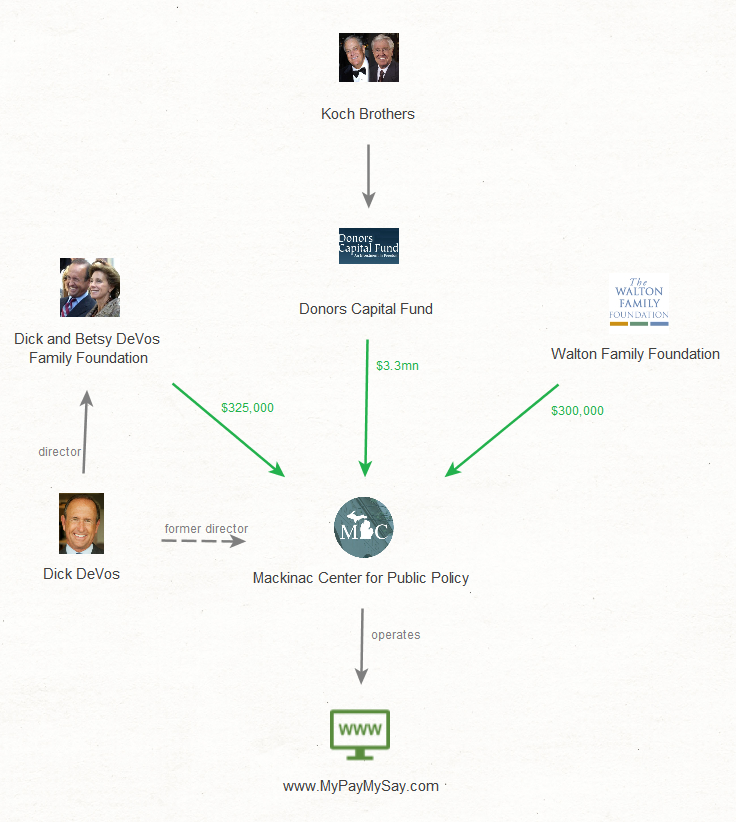 Koch Brothers
Donors
Capital Fund
Donors Capital Fund
The
WALTON
FAMILY
FOUNDATION
Walton Family Foundation
Dick and Betsy DeVos
Family Foundation
$3.3mn
$325,000
$300,000
director
former director
Dick DeVos
M C
Mackinac Center for Public Policy
operates
www
www.MyPayMySay.com